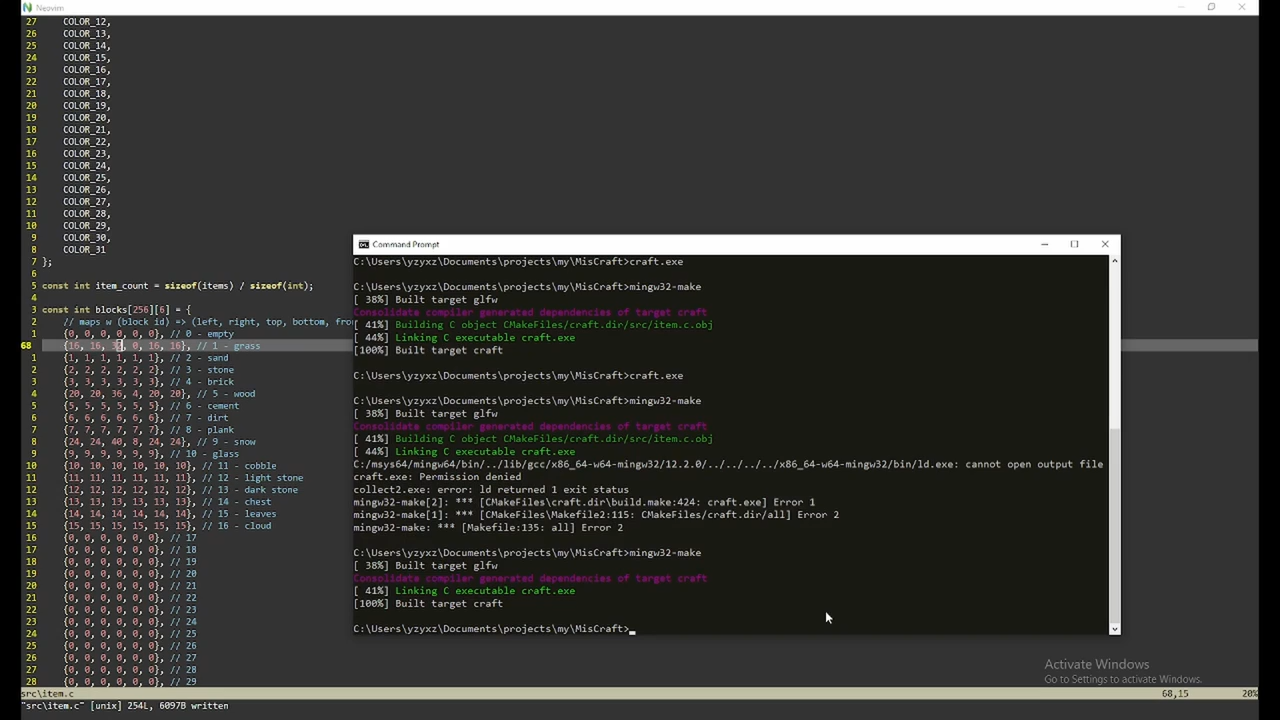 Neovim
27 COLOR_12,
26 COLOR_13,
25 COLOR_14,
24 COLOR_15,
23 COLOR_16,
22 COLOR_17,
21 COLOR_18,
20 COLOR_19,
19 COLOR_20,
18 COLOR_21,
17 COLOR_22,
16 COLOR_23,
15 COLOR_24,
14 COLOR_25,
13 COLOR_26,
12 COLOR_27,
11 COLOR_28,
10 COLOR_29,
9 COLOR_30,
8 COLOR_31
7 };
6
5 const int item_count = sizeof(items) / sizeof(int);
4
3 const int blocks[256][6] = {
2 // maps w (block id) => (left, right, top, bottom, fro
1 {0, 0, 0, 0, 0, 0}, // 0 - empty
68 {16, 16, 0, 16, 16}, // 1 - grass
1 {1, 1, 1, 1, 1, 1}, // 2 - sand
2 {2, 2, 2, 2, 2, 2}, // 3 - stone
3 {3, 3, 3, 3, 3, 3}, // 4 - brick
4 {20, 20, 36, 4, 20, 20}, // 5 - wood
5 {5, 5, 5, 5, 5, 5}, // 6 - cement
6 {6, 6, 6, 6, 6, 6}, // 7 - dirt
7 {7, 7, 7, 7, 7, 7}, // 8 - plank
8 {24, 24, 40, 8, 24, 24}, // 9 - snow
9 {9, 9, 9, 9, 9, 9}, // 10 - glass
10 {10, 10, 10, 10, 10, 10}, // 11 - cobble
11 {11, 11, 11, 11, 11, 11}, // 12 - light stone
12 {12, 12, 12, 12, 12, 12}, // 13 - dark stone
13 {13, 13, 13, 13, 13, 13}, // 14 - chest
14 {14, 14, 14, 14, 14, 14}, // 15 - leaves
15 {15, 15, 15, 15, 15, 15}, // 16 - cloud
16 {0, 0, 0, 0, 0, 0}, // 17
17 {0, 0, 0, 0, 0, 0}, // 18
18 {0, 0, 0, 0, 0, 0}, // 19
19 {0, 0, 0, 0, 0, 0}, // 20
20 {0, 0, 0, 0, 0, 0}, // 21
21 {0, 0, 0, 0, 0, 0}, // 22
22 {0, 0, 0, 0, 0, 0}, // 23
23 {0, 0, 0, 0, 0, 0}, // 24
24 {0, 0, 0, 0, 0, 0}, // 25
25 {0, 0, 0, 0, 0, 0}, // 26
26 {0, 0, 0, 0, 0, 0}, // 27
27 {0, 0, 0, 0, 0, 0}, // 28
28 {0, 0, 0, 0, 0, 0}, // 29
src\item.c 68,15 20%
"src\item.c" [unix] 254L, 6097B written
Command Prompt
C:\Users\yzyxz\Documents\projects\my\MisCraft>craft.exe
C:\Users\yzyxz\Documents\projects\my\MisCraft>mingw32-make
[ 38%] Built target glfw
Consolidate compiler generated dependencies of target craft
[ 41%] Building C object CMakeFiles/craft.dir/src/item.c.obj
[ 44%] Linking C executable craft.exe
[100%] Built target craft
C:\Users\yzyxz\Documents\projects\my\MisCraft>craft.exe
C:\Users\yzyxz\Documents\projects\my\MisCraft>mingw32-make
[ 38%] Built target glfw
Consolidate compiler generated dependencies of target craft
[ 41%] Building C object CMakeFiles/craft.dir/src/item.c.obj
[ 44%] Linking C executable craft.exe
C:/msys64/mingw64/bin/../lib/gcc/x86_64-w64-mingw32/12.2.0/../../../../x86_64-w64-mingw32/bin/ld.exe: cannot open output file
craft.exe: Permission denied
collect2.exe: error: ld returned 1 exit status
mingw32-make[2]: *** [CMakeFiles\craft.dir\build.make:424: craft.exe] Error 1
mingw32-make[1]: *** [CMakeFiles\Makefile2:115: CMakeFiles/craft.dir/all] Error 2
mingw32-make: *** [Makefile:135: all] Error 2
C:\Users\yzyxz\Documents\projects\my\MisCraft>mingw32-make
[ 38%] Built target glfw
Consolidate compiler generated dependencies of target craft
[ 41%] Linking C executable craft.exe
[100%] Built target craft
C:\Users\yzyxz\Documents\projects\my\MisCraft>
Activate Windows
Go to Settings to activate Windows.